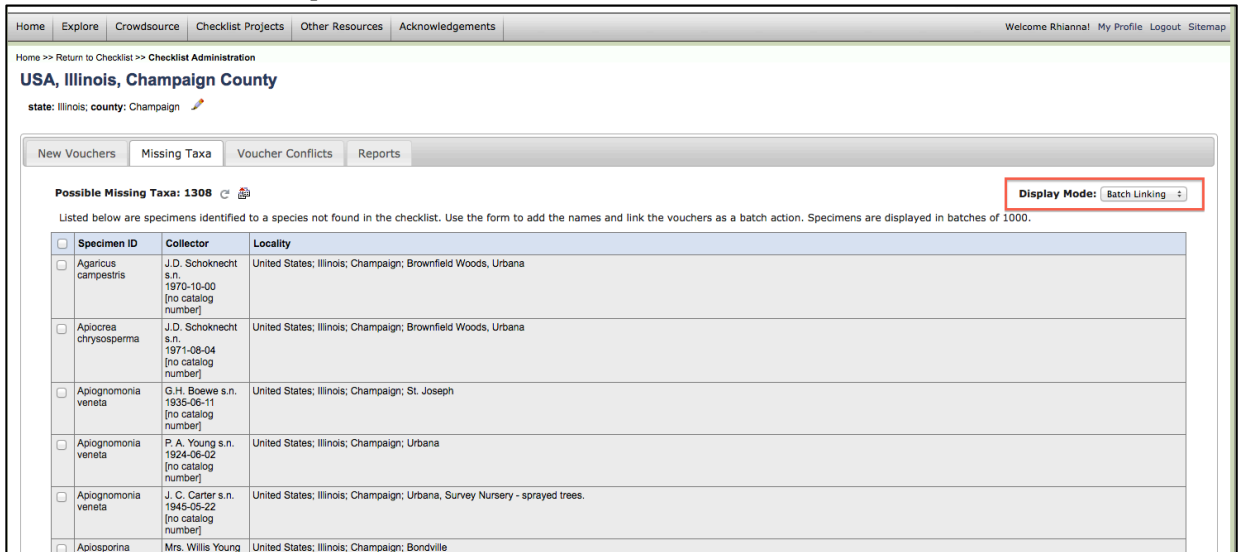 Home Explore Crowdsource Checklist Projects Other Resources Acknowledgements Welcome Rhianna! My Profile Logout Sitemap
Home >> Return to Checklist >> Checklist Administration
USA, Illinois, Champaign County
state: Illinois; county: Champaign
New Vouchers Missing Taxa Voucher Conflicts Reports
Possible Missing Taxa: 1308 Display Mode: Batch Linking
Listed below are specimens identified to a species not found in the checklist. Use the form to add the names and link the vouchers as a batch action. Specimens are displayed in batches of 1000.
Specimen ID Collector Locality
Agaricus J.D. Schoknecht United States; Illinois; Champaign; Brownfield Woods, Urbana
campestris s.n.
1970-10-00
[no catalog
number]
Apiocrea J.D. Schoknecht United States; Illinois; Champaign; Brownfield Woods, Urbana
chrysosperma s.n.
1971-08-04
[no catalog
number]
Apiognomonia G.H. Boewe s.n. United States; Illinois; Champaign; St. Joseph
veneta 1935-06-11
[no catalog
number]
Apiognomonia P. A. Young s.n. United States; Illinois; Champaign; Urbana
veneta 1924-06-02
[no catalog
number]
Apiognomonia J. C. Carter s.n. United States; Illinois; Champaign; Urbana, Survey Nursery - sprayed trees.
veneta 1945-05-22
[no catalog
number]
Apiosporina Mrs. Willis Young United States; Illinois; Champaign; Bondville